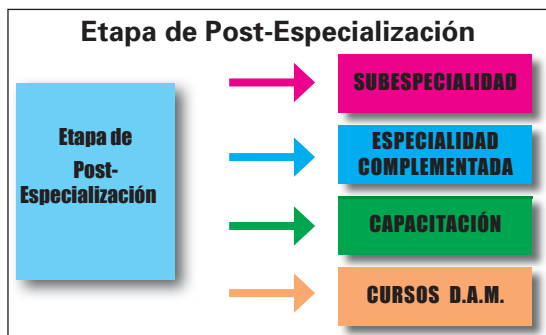 Etapa de Post-Especialización
Etapa de
Post-
Especialización
SUBESPECIALIDAD
ESPECIALIDAD
COMPLEMENTADA
CAPACITACIÓN
CURSOS D.A.M.